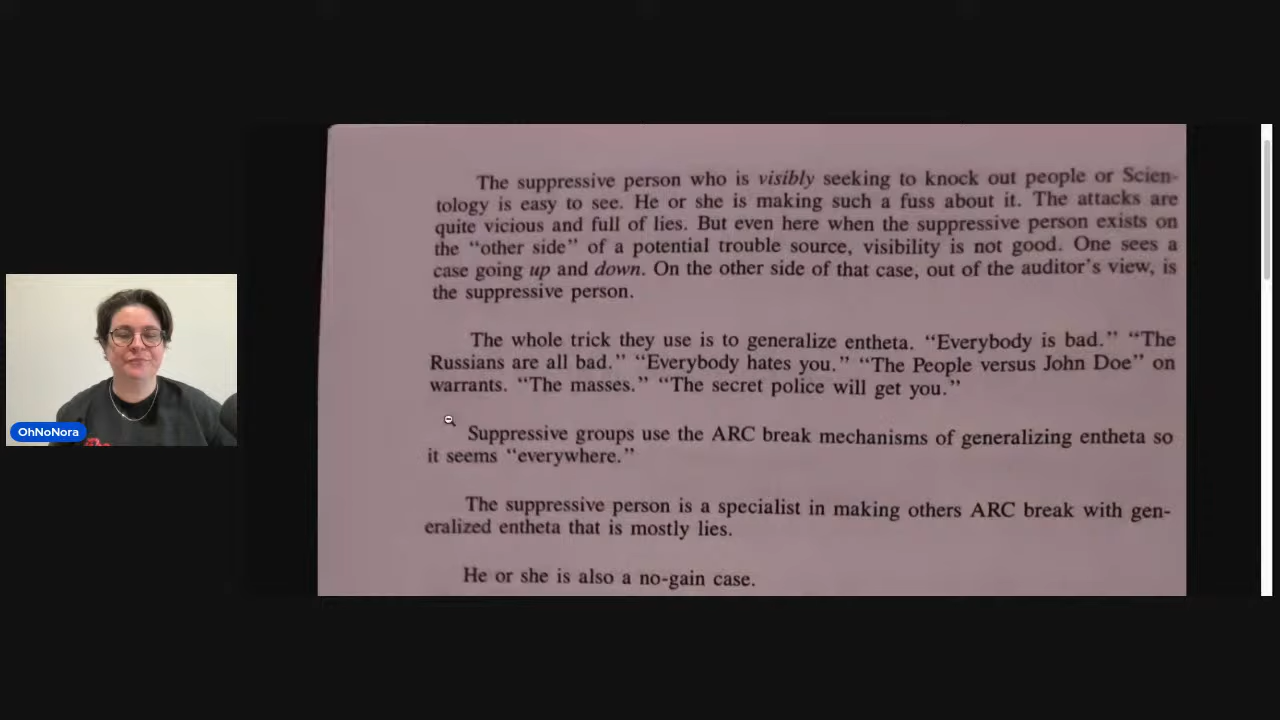 The suppressive person who is visibly seeking to knock out people or Scien-
tology is easy to see. He or she is making such a fuss about it. The attacks are
quite vicious and full of lies. But even here when the suppressive person exists on
the “other side” of a potential trouble source, visibility is not good. One sees a
case going up and down. On the other side of that case, out of the auditor’s view, is
the suppressive person.
The whole trick they use is to generalize entheta. “Everybody is bad.” “The
Russians are all bad.” “Everybody hates you.” “The People versus John Doe” on
warrants. “The masses.” “The secret police will get you.”
Suppressive groups use the ARC break mechanisms of generalizing entheta so
it seems “everywhere.”
The suppressive person is a specialist in making others ARC break with gen-
eralized entheta that is mostly lies.
He or she is also a no-gain case.
OhNoNora